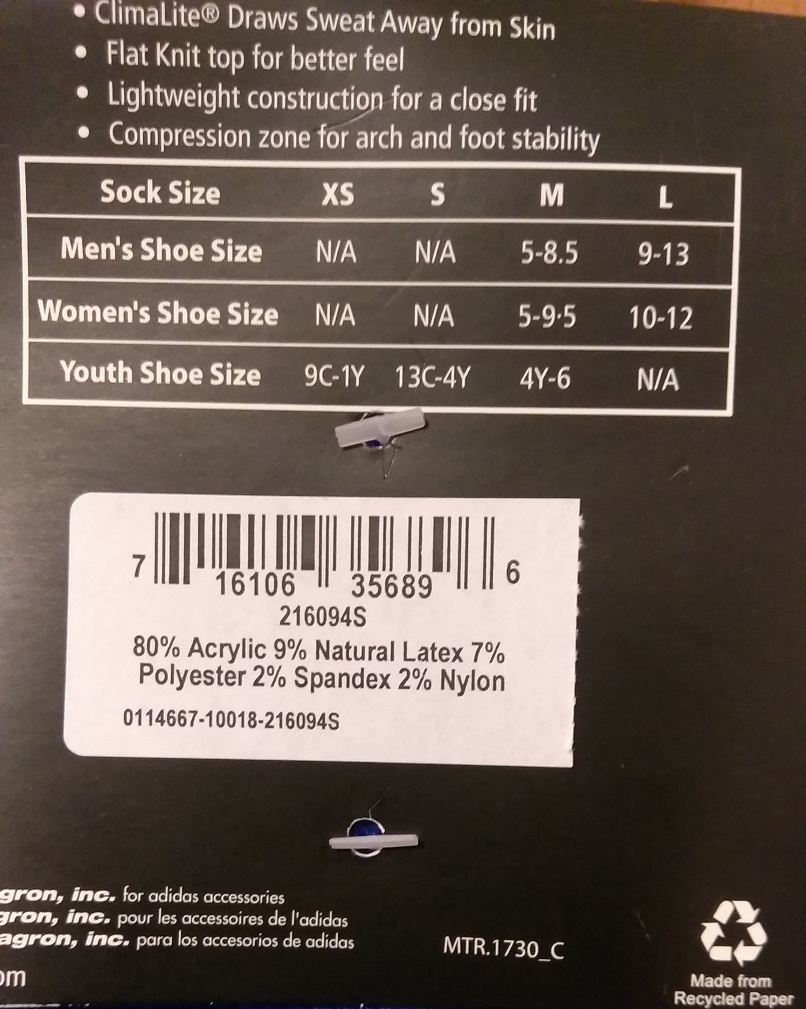 • ClimaLite® Draws Sweat Away from Skin
• Flat Knit top for better feel
• Lightweight construction for a close fit
• Compression zone for arch and foot stability
Sock Size XS S M L
Men's Shoe Size N/A N/A 5-8.5 9-13
Women's Shoe Size N/A N/A 5-9.5 10-12
Youth Shoe Size 9C-1Y 13C-4Y 4Y-6 N/A
7 16106 35689 6
216094S
80% Acrylic 9% Natural Latex 7%
Polyester 2% Spandex 2% Nylon
0114667-10018-216094S
gron, inc. for adidas accessories
gron, inc. pour les accessoires de l'adidas
agron, inc. para los accesorios de adidas
MTR.1730_C
om
Made from
Recycled Paper